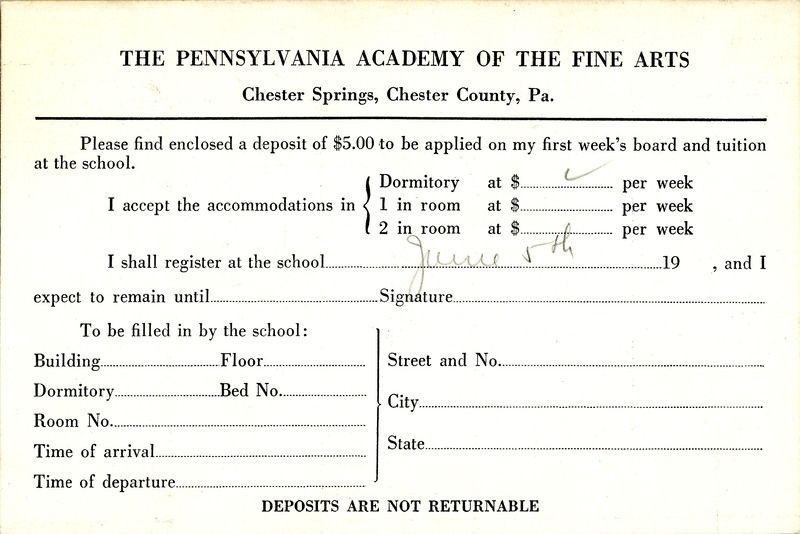 THE PENNSYLVANIA ACADEMY OF THE FINE ARTS
Chester Springs, Chester County, Pa.
Please find enclosed a deposit of $5.00 to be applied on my first week's board and tuition
at the school.
I accept the accommodations in
Dormitory at $ ✓ per week
1 in room at $ per week
2 in room at $ per week
I shall register at the school June 5th 19 , and I
expect to remain until Signature
To be filled in by the school:
Building Floor
Dormitory Bed No.
Room No.
Time of arrival
Time of departure
Street and No.
City
State
DEPOSITS ARE NOT RETURNABLE